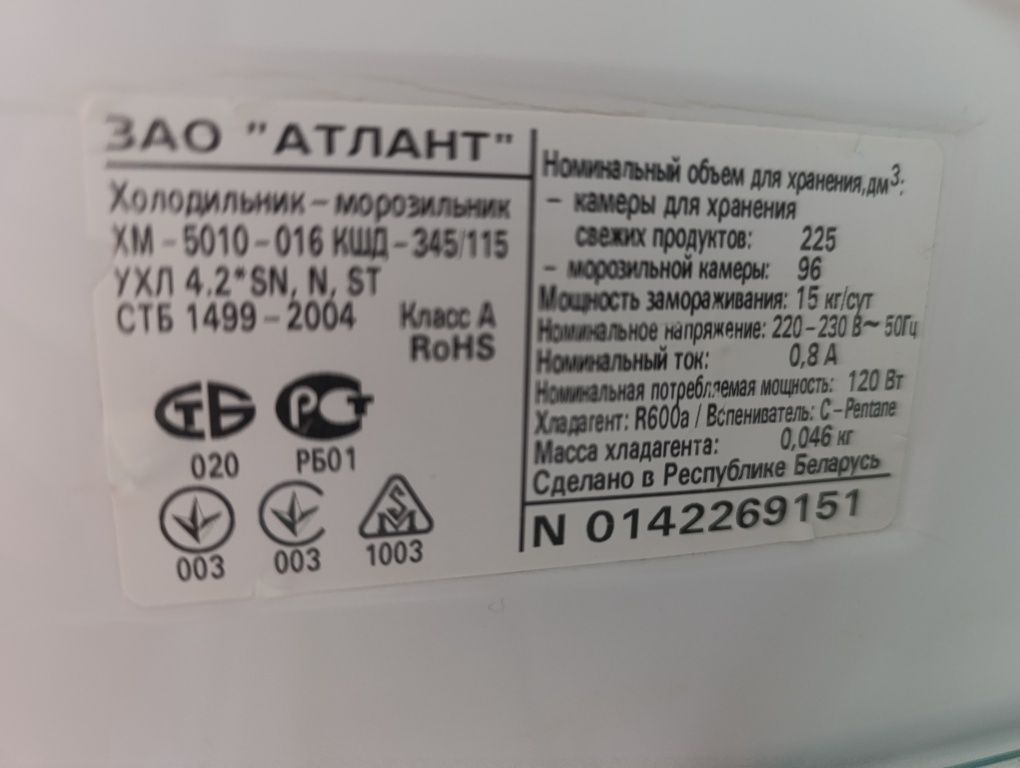 ЗАО "АТЛАНТ"
Холодильник - морозильник
ХМ - 5010 - 016 КШД - 345/115
УХЛ 4.2* SN, N, ST
СТБ 1499 - 2004 Класс А
RoHS
СТБ РСТ
020 РБ01
003 003 1003
Номинальный объем для хранения, дм³:
- камеры для хранения
свежих продуктов: 225
- морозильной камеры: 96
Мощность замораживания: 15 кг/сут
Номинальное напряжение: 220 - 230 В~ 50Гц
Номинальный ток: 0,8 А
Номинальная потребляемая мощность: 120 Вт
Хладагент: R600a / Вспениватель: C - Pentane
Масса хладагента: 0,046 кг
Сделано в Республике Беларусь
N 0142269151